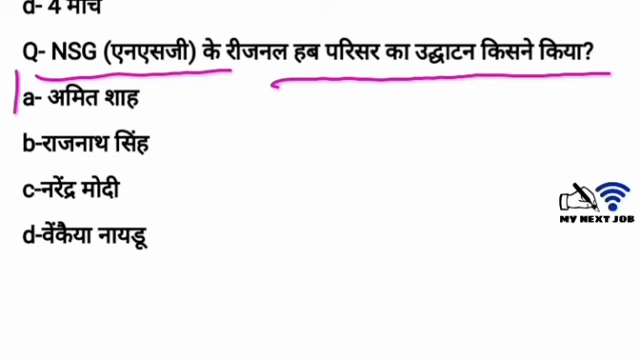 d- 4 मार्च
Q- NSG (एनएसजी) के रीजनल हब परिसर का उद्घाटन किसने किया?
a- अमित शाह
b-राजनाथ सिंह
c-नरेंद्र मोदी
d-वेंकैया नायडू
MY NEXT JOB